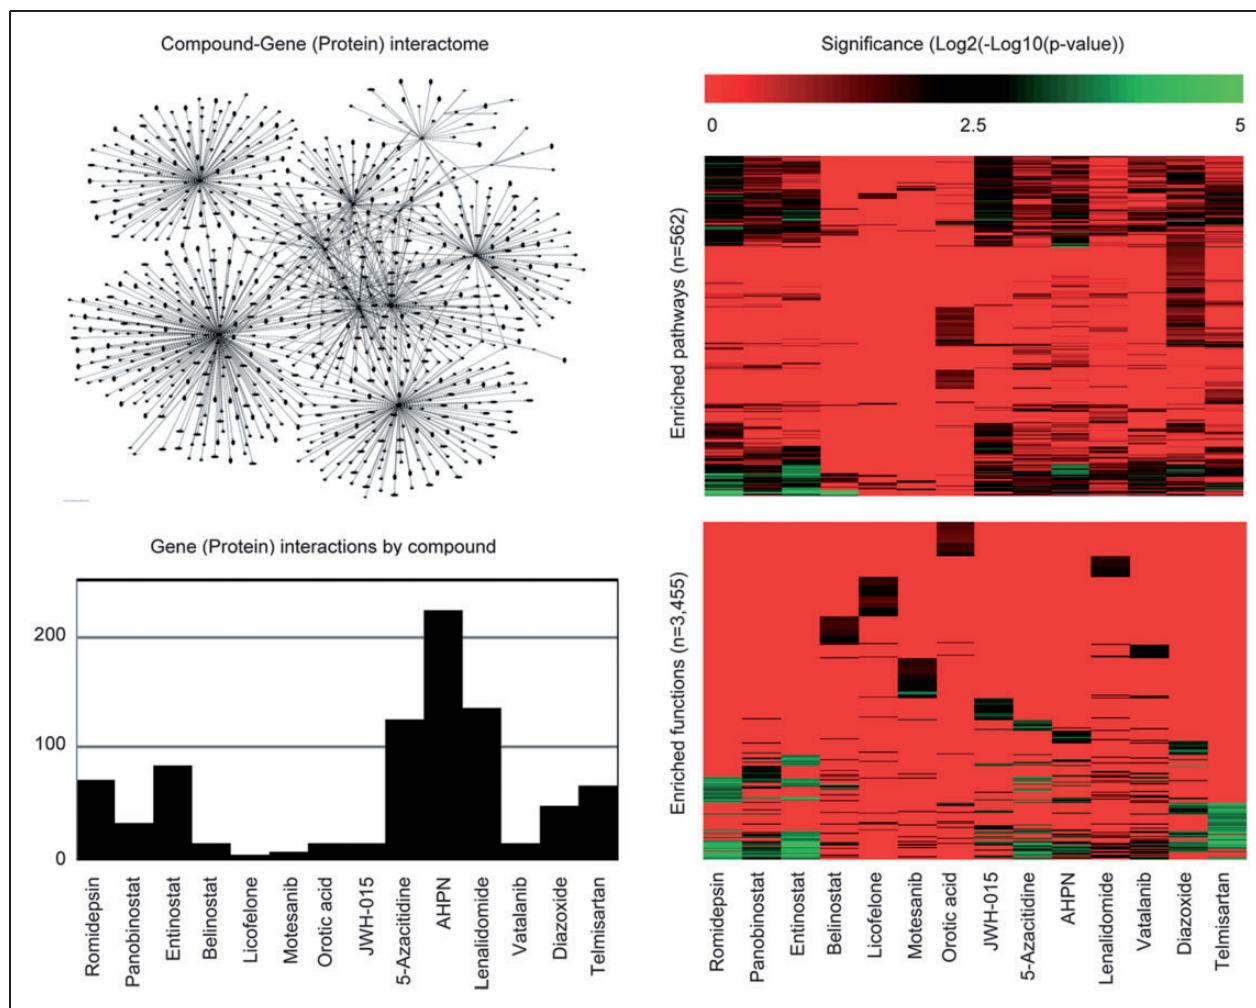 Compound-Gene (Protein) interactome
Significance (Log2(-Log10(p-value))
0
2.5
5
Enriched pathways (n=562)
Gene (Protein) interactions by compound
200
100
0
Romidepsin
Panobinostat
Entinostat
Belinostat
Licofelone
Motesanib
Orotic acid
JWH-015
5-Azacitidine
AHPN
Lenalidomide
Vatalanib
Diazoxide
Telmisartan
Enriched functions (n=3,455)
Romidepsin
Panobinostat
Entinostat
Belinostat
Licofelone
Motesanib
Orotic acid
JWH-015
5-Azacitidine
AHPN
Lenalidomide
Vatalanib
Diazoxide
Telmisartan